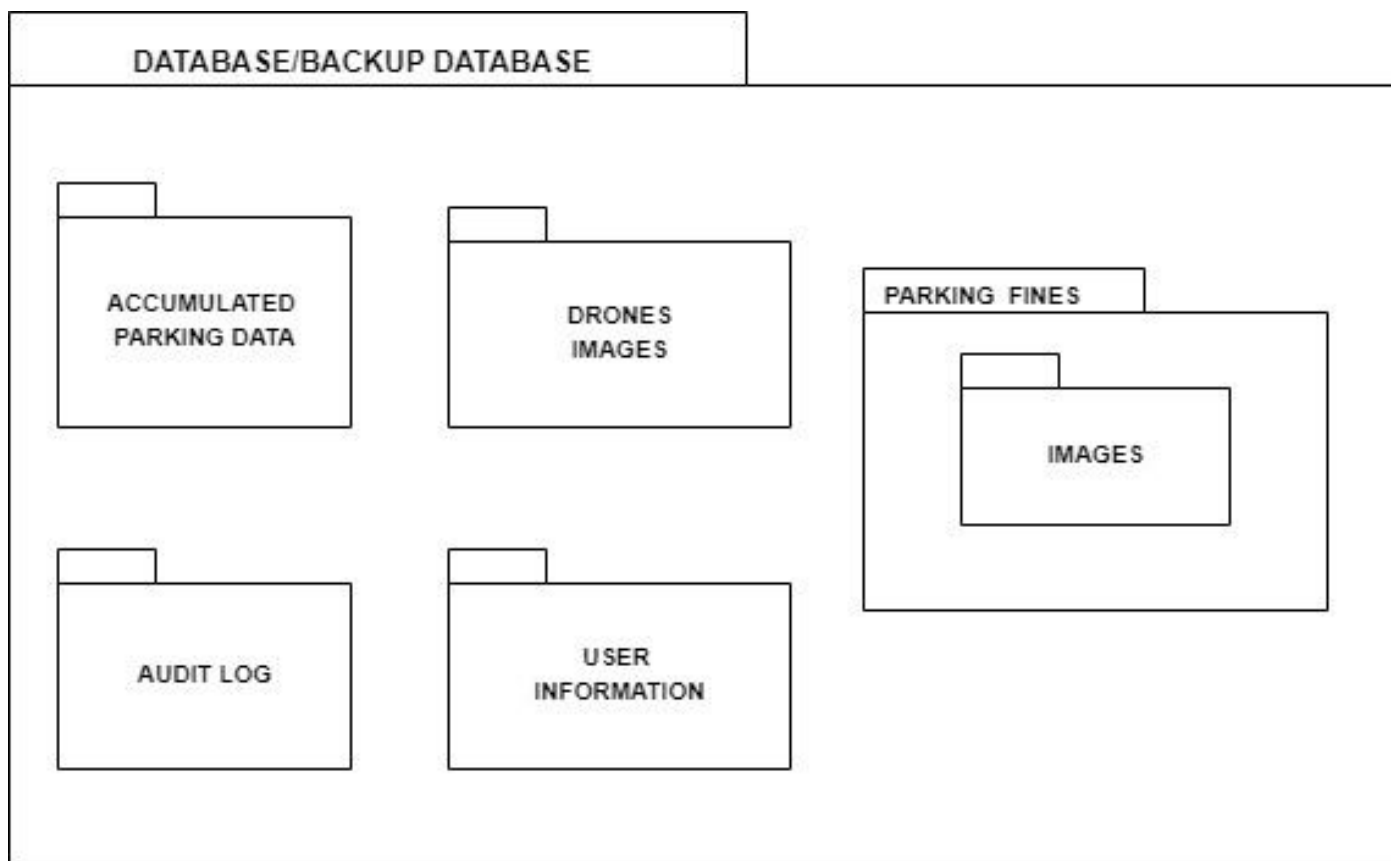 DATABASE/BACKUP DATABASE
ACCUMULATED
PARKING DATA
DRONES
IMAGES
PARKING FINES
IMAGES
AUDIT LOG
USER
INFORMATION